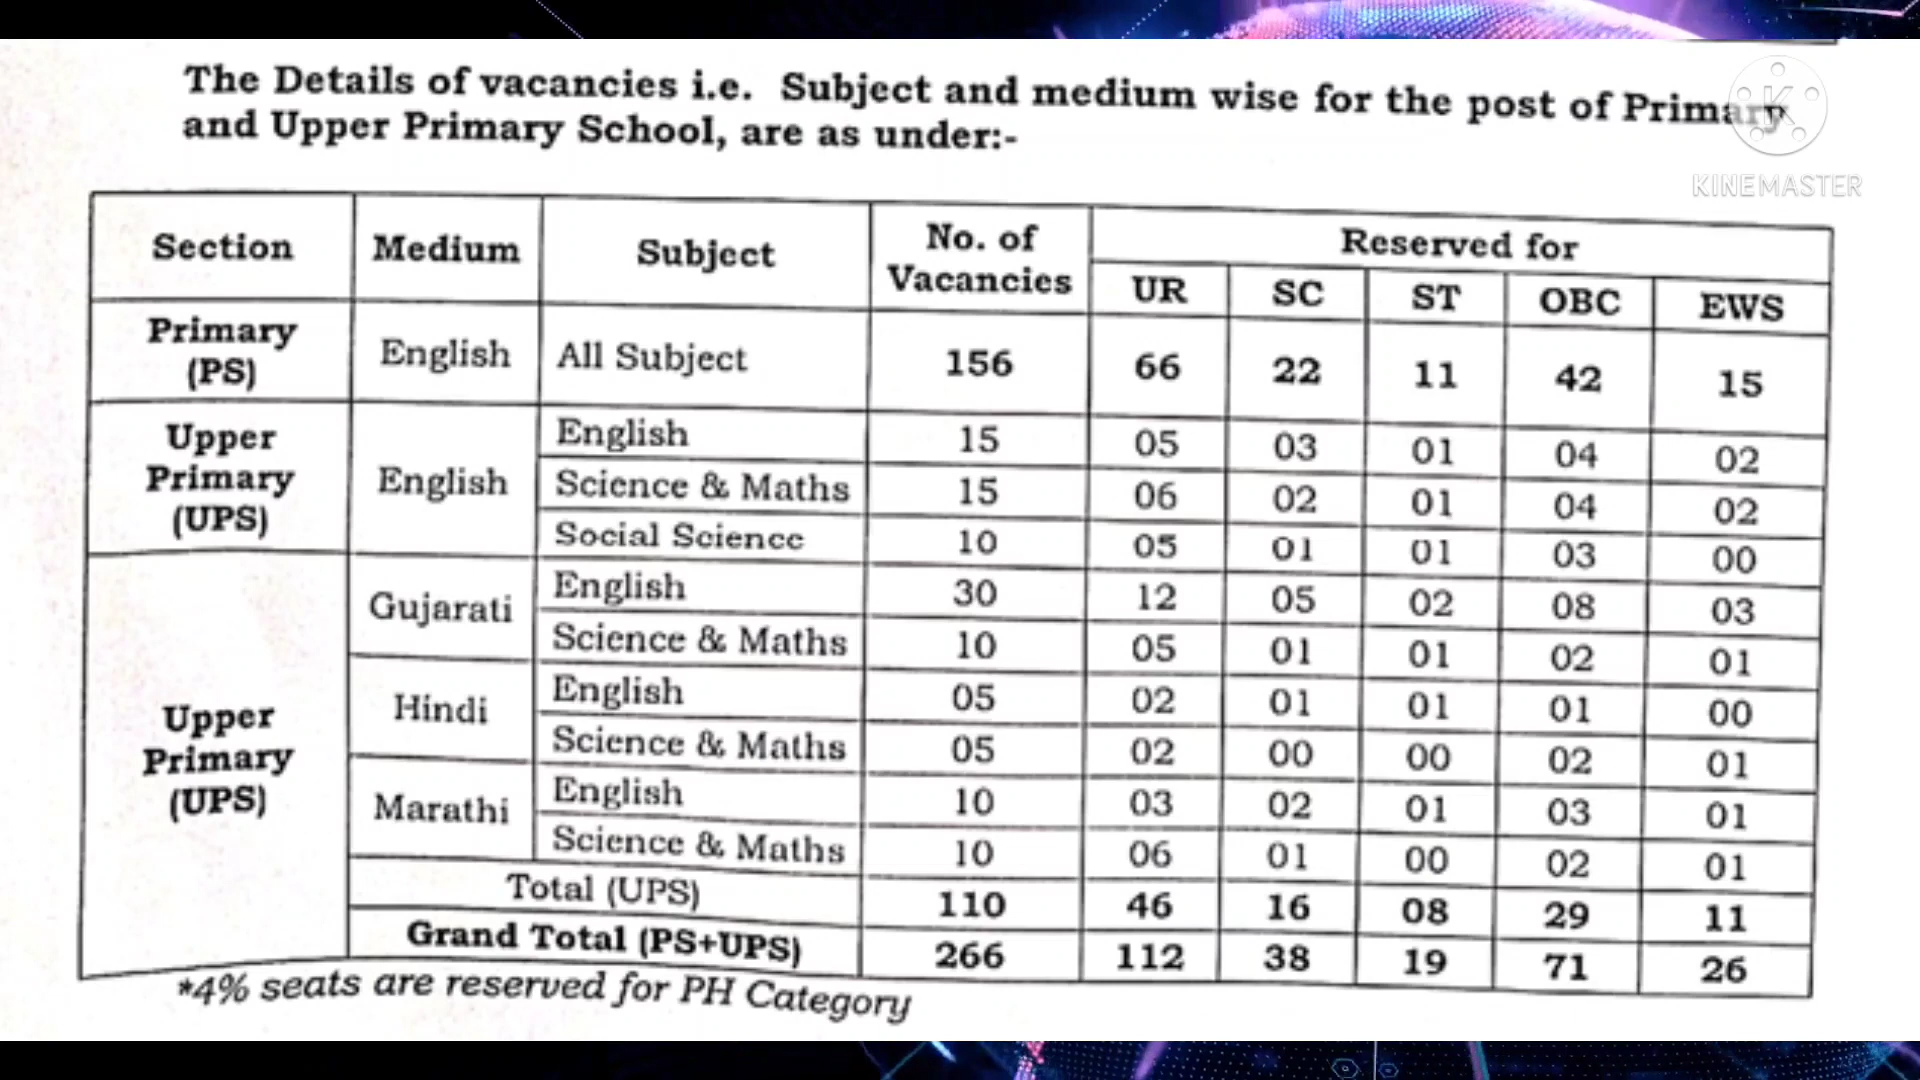 The Details of vacancies i.e. Subject and medium wise for the post of Primary
and Upper Primary School, are as under:-
KINEMASTER
Section Medium Subject No. of Vacancies Reserved for
UR SC ST OBC EWS
Primary (PS) English All Subject 156 66 22 11 42 15
Upper Primary (UPS) English English 15 05 03 01 04 02
Science & Maths 15 06 02 01 04 02
Social Science 10 05 01 01 03 00
Upper Primary (UPS) Gujarati English 30 12 05 02 08 03
Science & Maths 10 05 01 01 02 01
Hindi English 05 02 01 01 01 00
Science & Maths 05 02 00 00 02 01
Marathi English 10 03 02 01 03 01
Science & Maths 10 06 01 00 02 01
Total (UPS) 110 46 16 08 29 11
Grand Total (PS+UPS) 266 112 38 19 71 26
*4% seats are reserved for PH Category